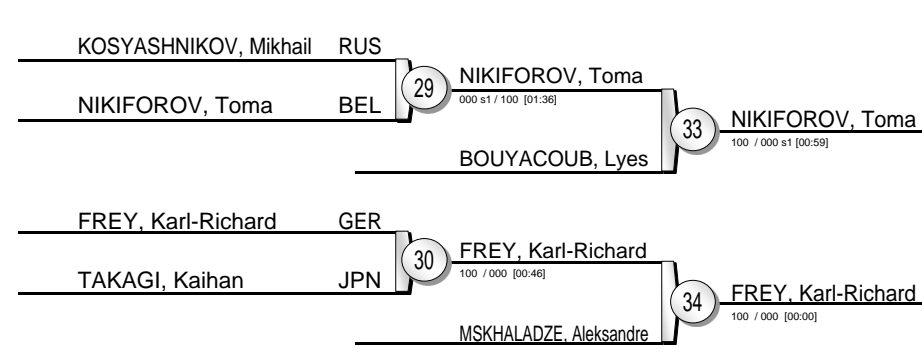 KOSYASHNIKOV, Mikhail RUS
29
NIKIFOROV, Toma
000 s1 / 100 [01:36]
NIKIFOROV, Toma BEL
33
NIKIFOROV, Toma
100 / 000 s1 [00:59]
BOUYACOUB, Lyes
FREY, Karl-Richard GER
30
FREY, Karl-Richard
100 / 000 [00:46]
TAKAGI, Kaihan JPN
34
FREY, Karl-Richard
100 / 000 [00:00]
MSKHALADZE, Aleksandre